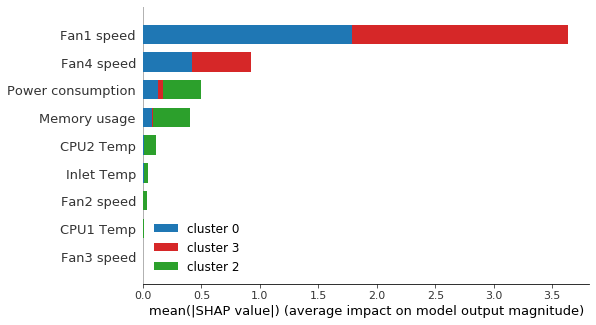 Fan1 speed
Fan4 speed
Power consumption
Memory usage
CPU2 Temp
Inlet Temp
Fan2 speed
CPU1 Temp
Fan3 speed
cluster 0
cluster 3
cluster 2
0.0 0.5 1.0 1.5 2.0 2.5 3.0 3.5
mean(|SHAP value|) (average impact on model output magnitude)